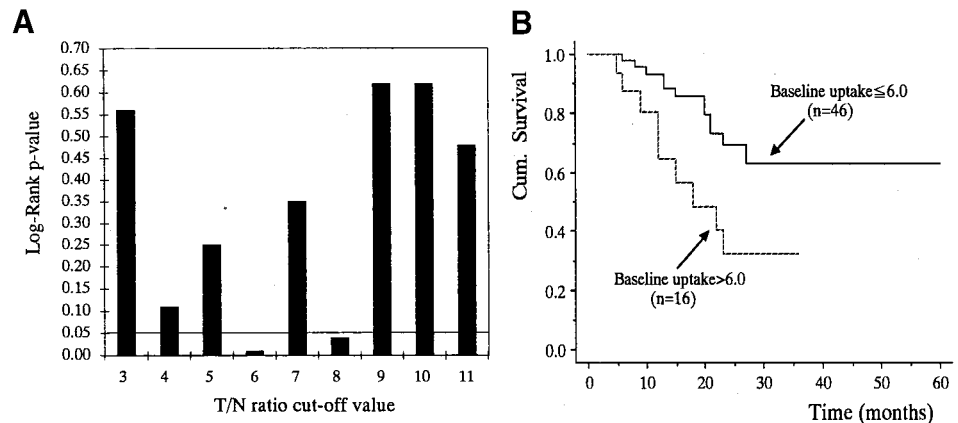 A
Log-Rank p-value
0.70
0.65
0.60
0.55
0.50
0.45
0.40
0.35
0.30
0.25
0.20
0.15
0.10
0.05
0.00
3 4 5 6 7 8 9 10 11
T/N ratio cut-off value
B
Cum. Survival
1.0
0.8
0.6
0.4
0.2
0.0
Baseline uptake≦6.0
(n=46)
Baseline uptake>6.0
(n=16)
0 10 20 30 40 50 60
Time (months)